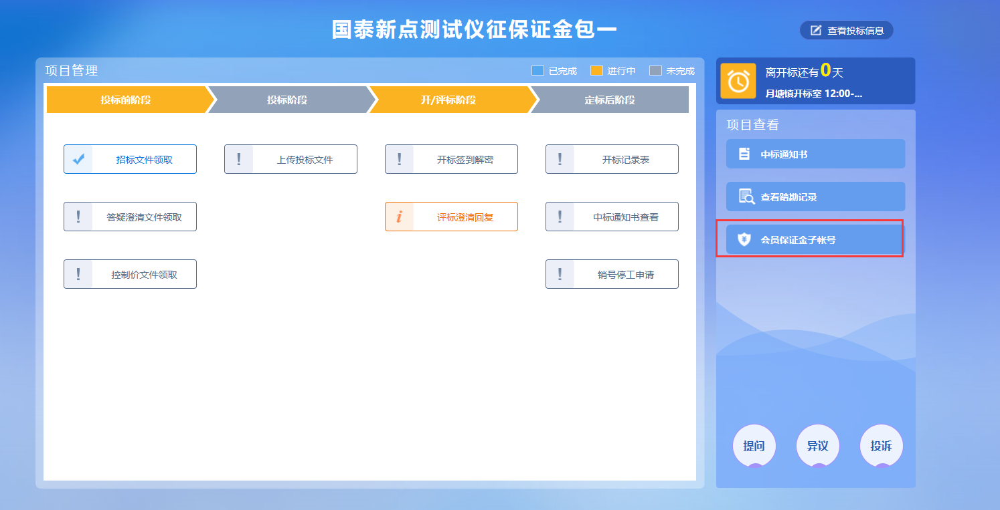 国泰新点测试仪征保证金包一
查看投标信息
项目管理
已完成 进行中 未完成
投标前阶段 投标阶段 开/评标阶段 定标后阶段
招标文件领取 上传投标文件 开标签到解密 开标记录表
答疑澄清文件领取 评标澄清回复 中标通知书查看
控制价文件领取 销号停工申请
离开标还有0天
月塘镇开标室 12:00-...
项目查看
中标通知书
查看踏勘记录
会员保证金子帐号
提问 异议 投诉